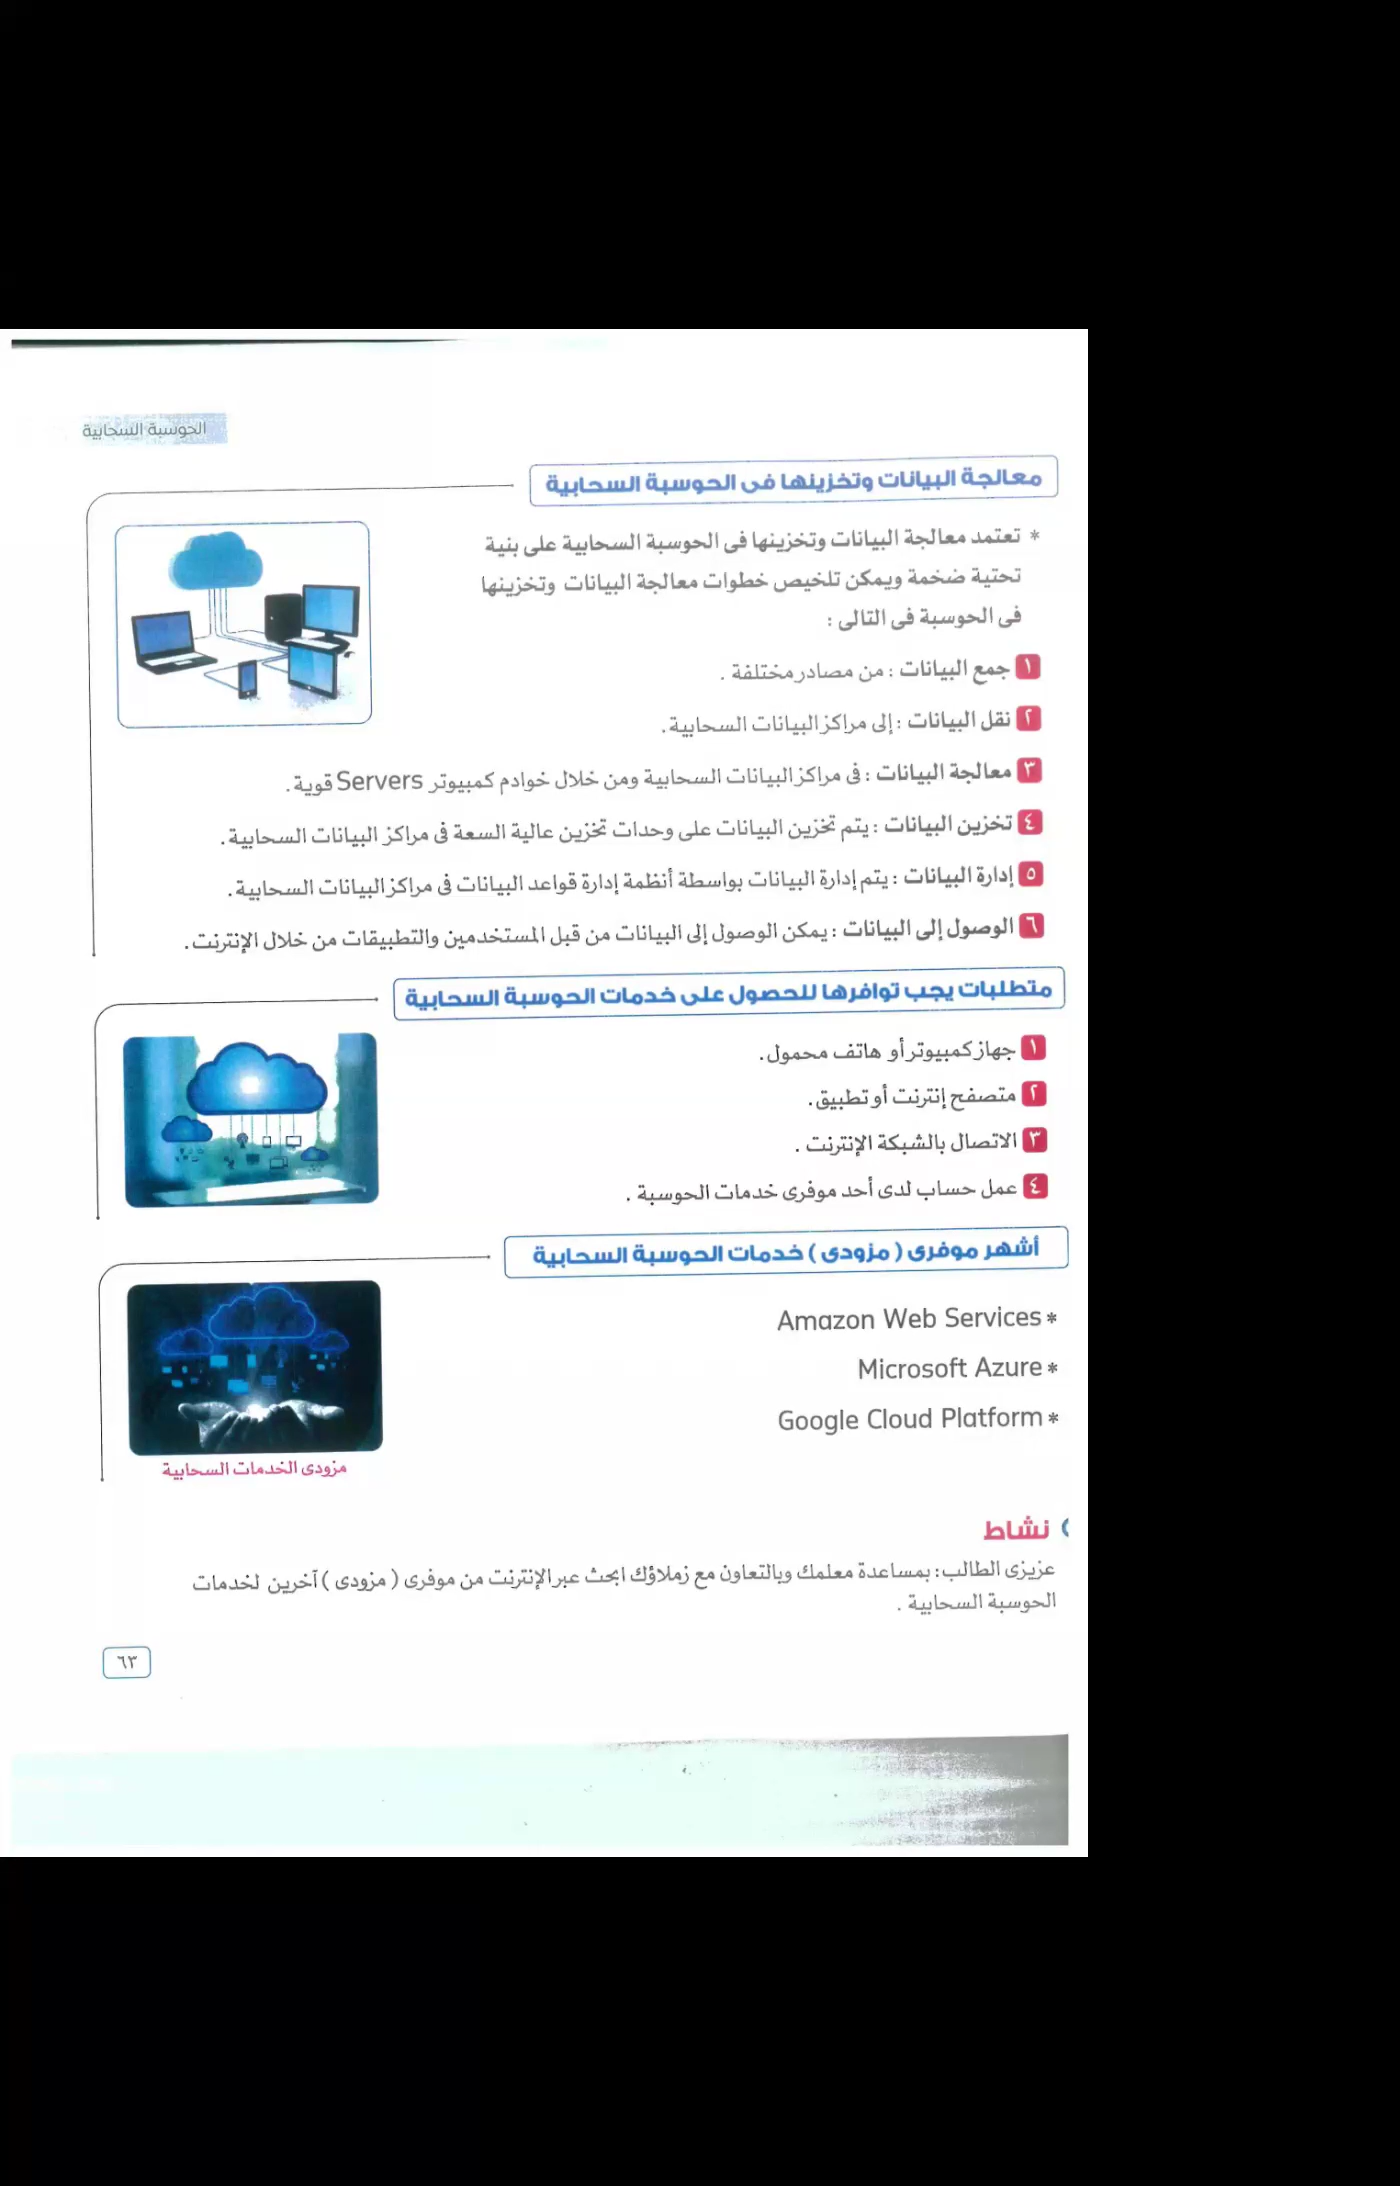 الحوسبة السحابية
معالجة البيانات وتخزينها فى الحوسبة السحابية
* تعتمد معالجة البيانات وتخزينها فى الحوسبة السحابية على بنية
تحتية ضخمة ويمكن تلخيص خطوات معالجة البيانات وتخزينها
فى الحوسبة فى التالى :
١ جمع البيانات : من مصادر مختلفة .
٢ نقل البيانات : إلى مراكز البيانات السحابية .
٣ معالجة البيانات : فى مراكز البيانات السحابية ومن خلال خوادم كمبيوتر Servers قوية .
٤ تخزين البيانات : يتم تخزين البيانات على وحدات تخزين عالية السعة فى مراكز البيانات السحابية .
٥ إدارة البيانات : يتم إدارة البيانات بواسطة أنظمة إدارة قواعد البيانات فى مراكز البيانات السحابية .
٦ الوصول إلى البيانات : يمكن الوصول إلى البيانات من قبل المستخدمين والتطبيقات من خلال الإنترنت .
متطلبات يجب توافرها للحصول على خدمات الحوسبة السحابية
١ جهاز كمبيوتر أو هاتف محمول .
٢ متصفح إنترنت أو تطبيق .
٣ الاتصال بالشبكة الإنترنت .
٤ عمل حساب لدى أحد موفرى خدمات الحوسبة .
أشهر موفرى ( مزودى ) خدمات الحوسبة السحابية
* Amazon Web Services
* Microsoft Azure
* Google Cloud Platform
مزودى الخدمات السحابية
نشاط
عزيزى الطالب : بمساعدة معلمك وبالتعاون مع زملاؤك ابحث عبر الإنترنت من موفرى ( مزودى ) آخرين لخدمات
الحوسبة السحابية .
٦٣